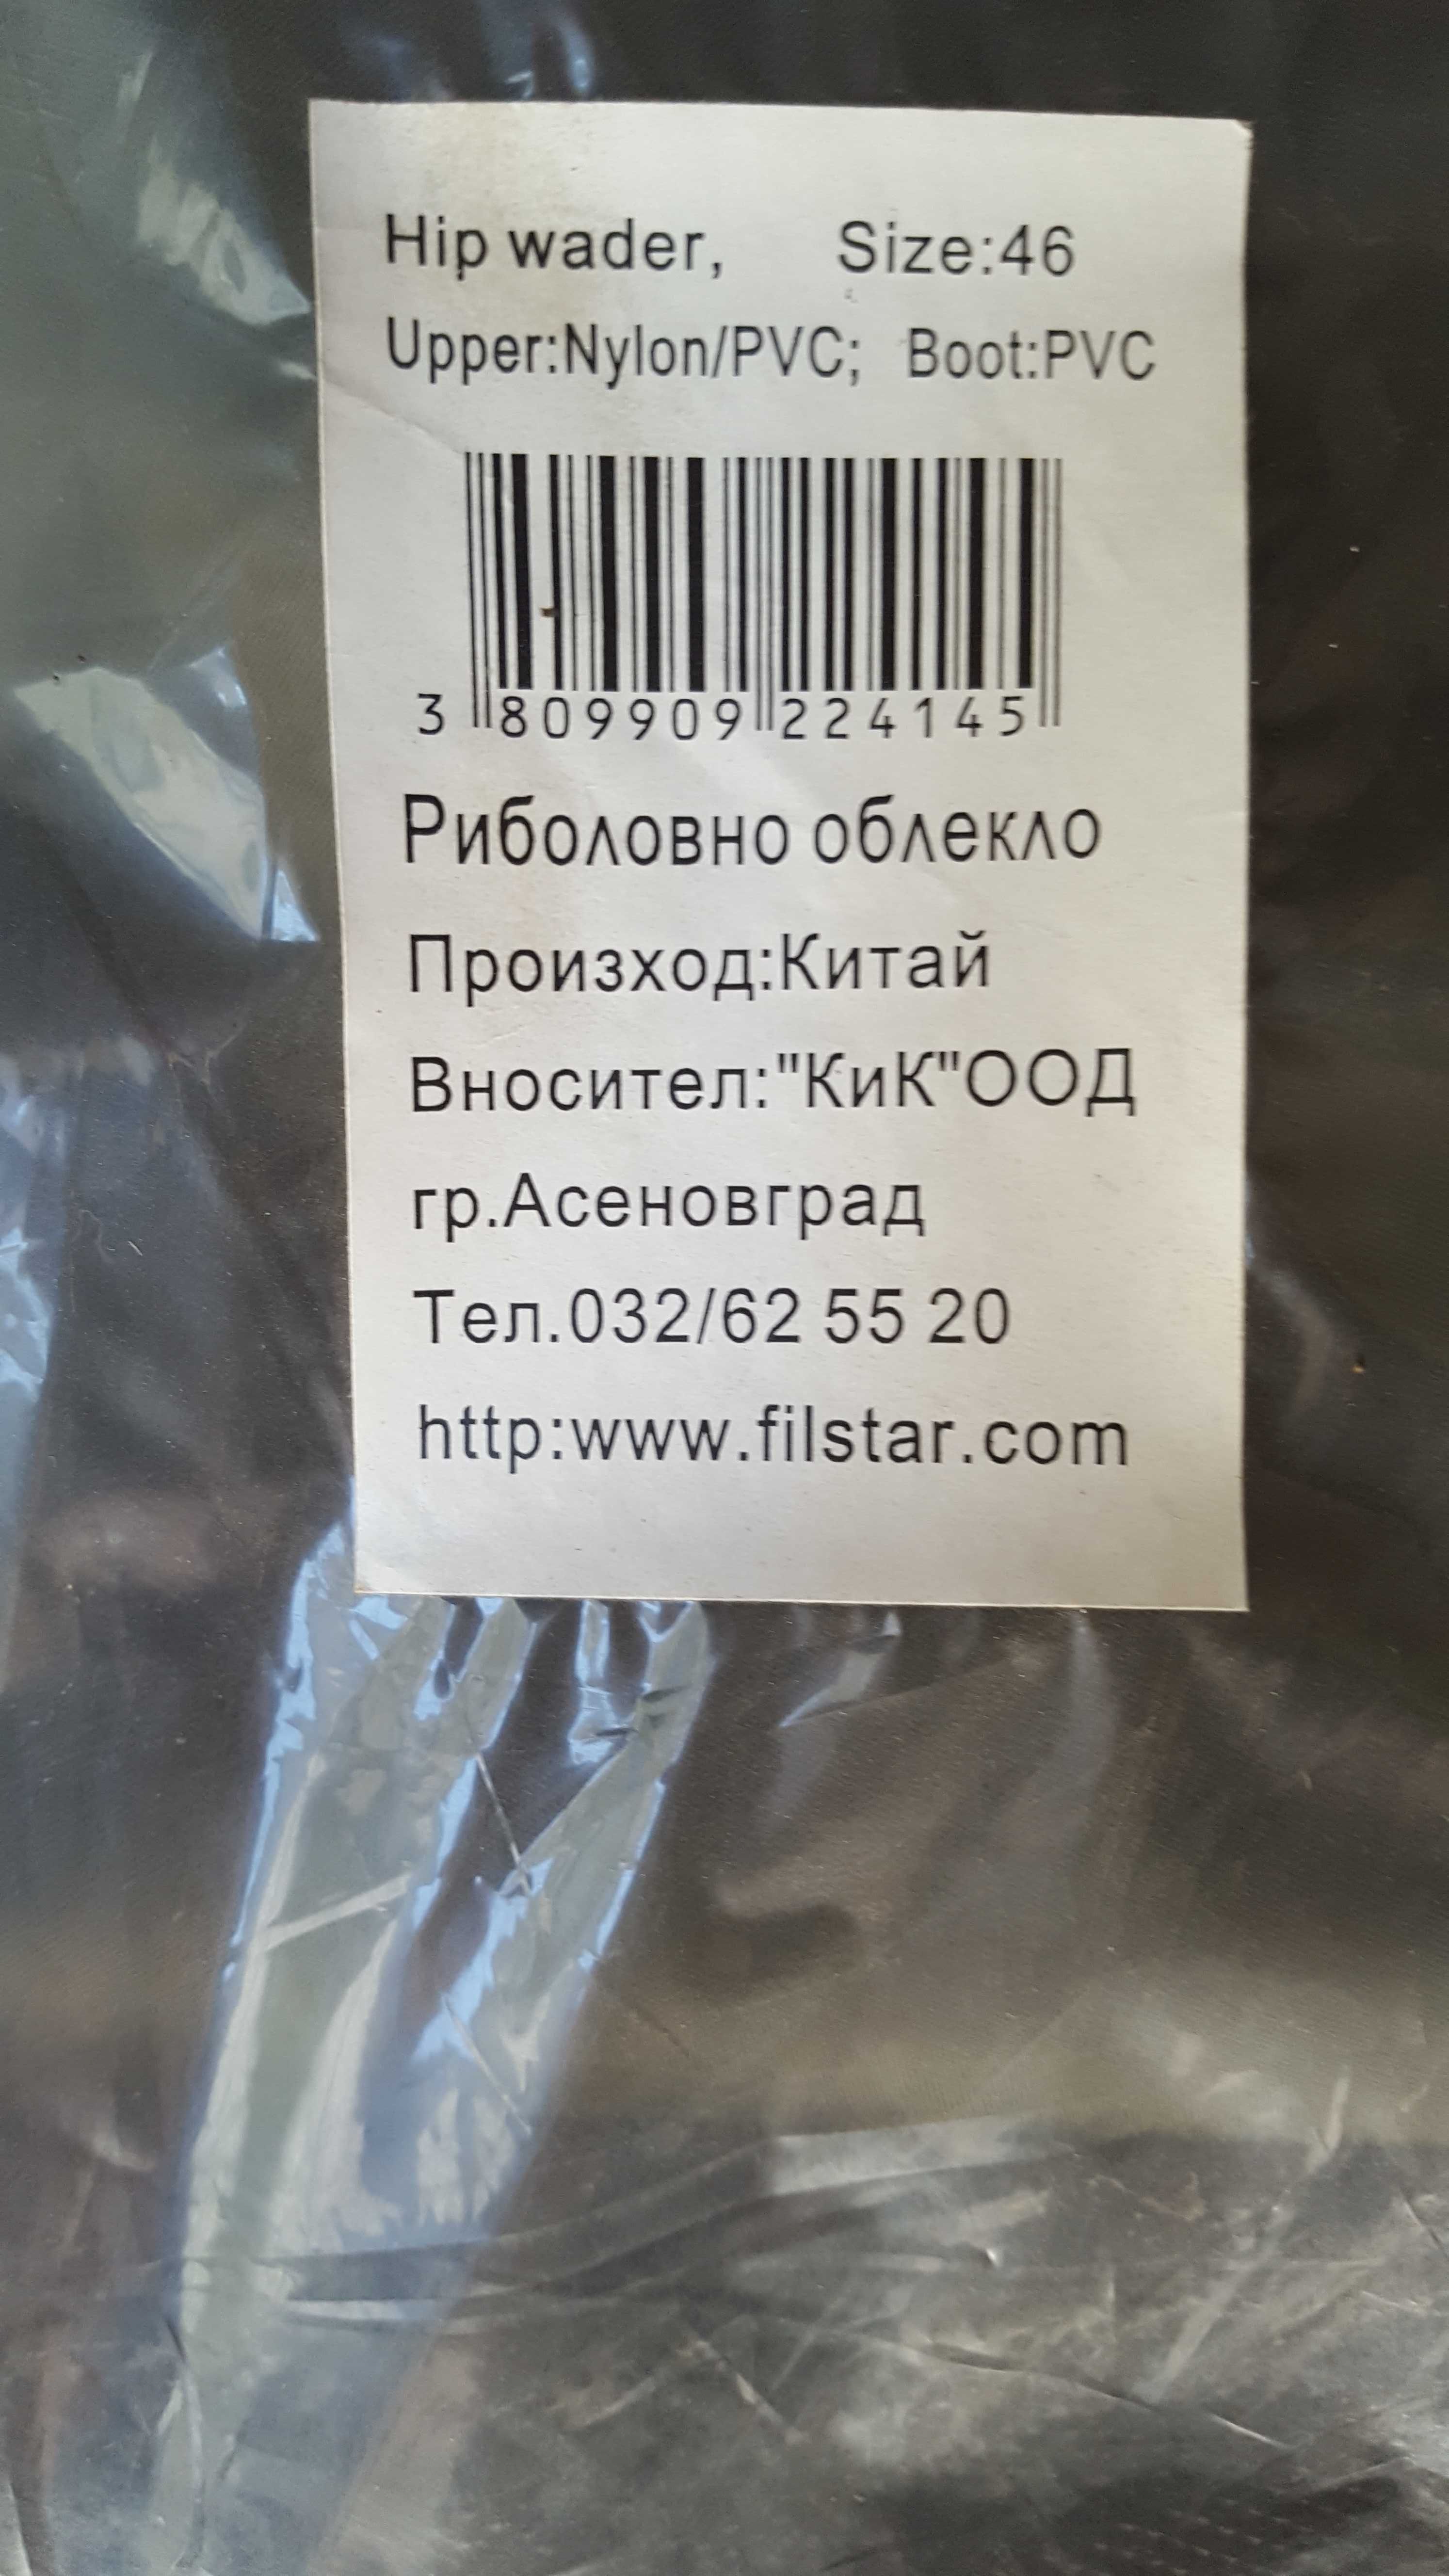 Hip wader, Size:46
Upper:Nylon/PVC; Boot:PVC
3 809909 224145
Риболовно облекло
Произход:Китай
Вносител:"КиК"ООД
гр.Асеновград
Тел.032/62 55 20
http:www.filstar.com